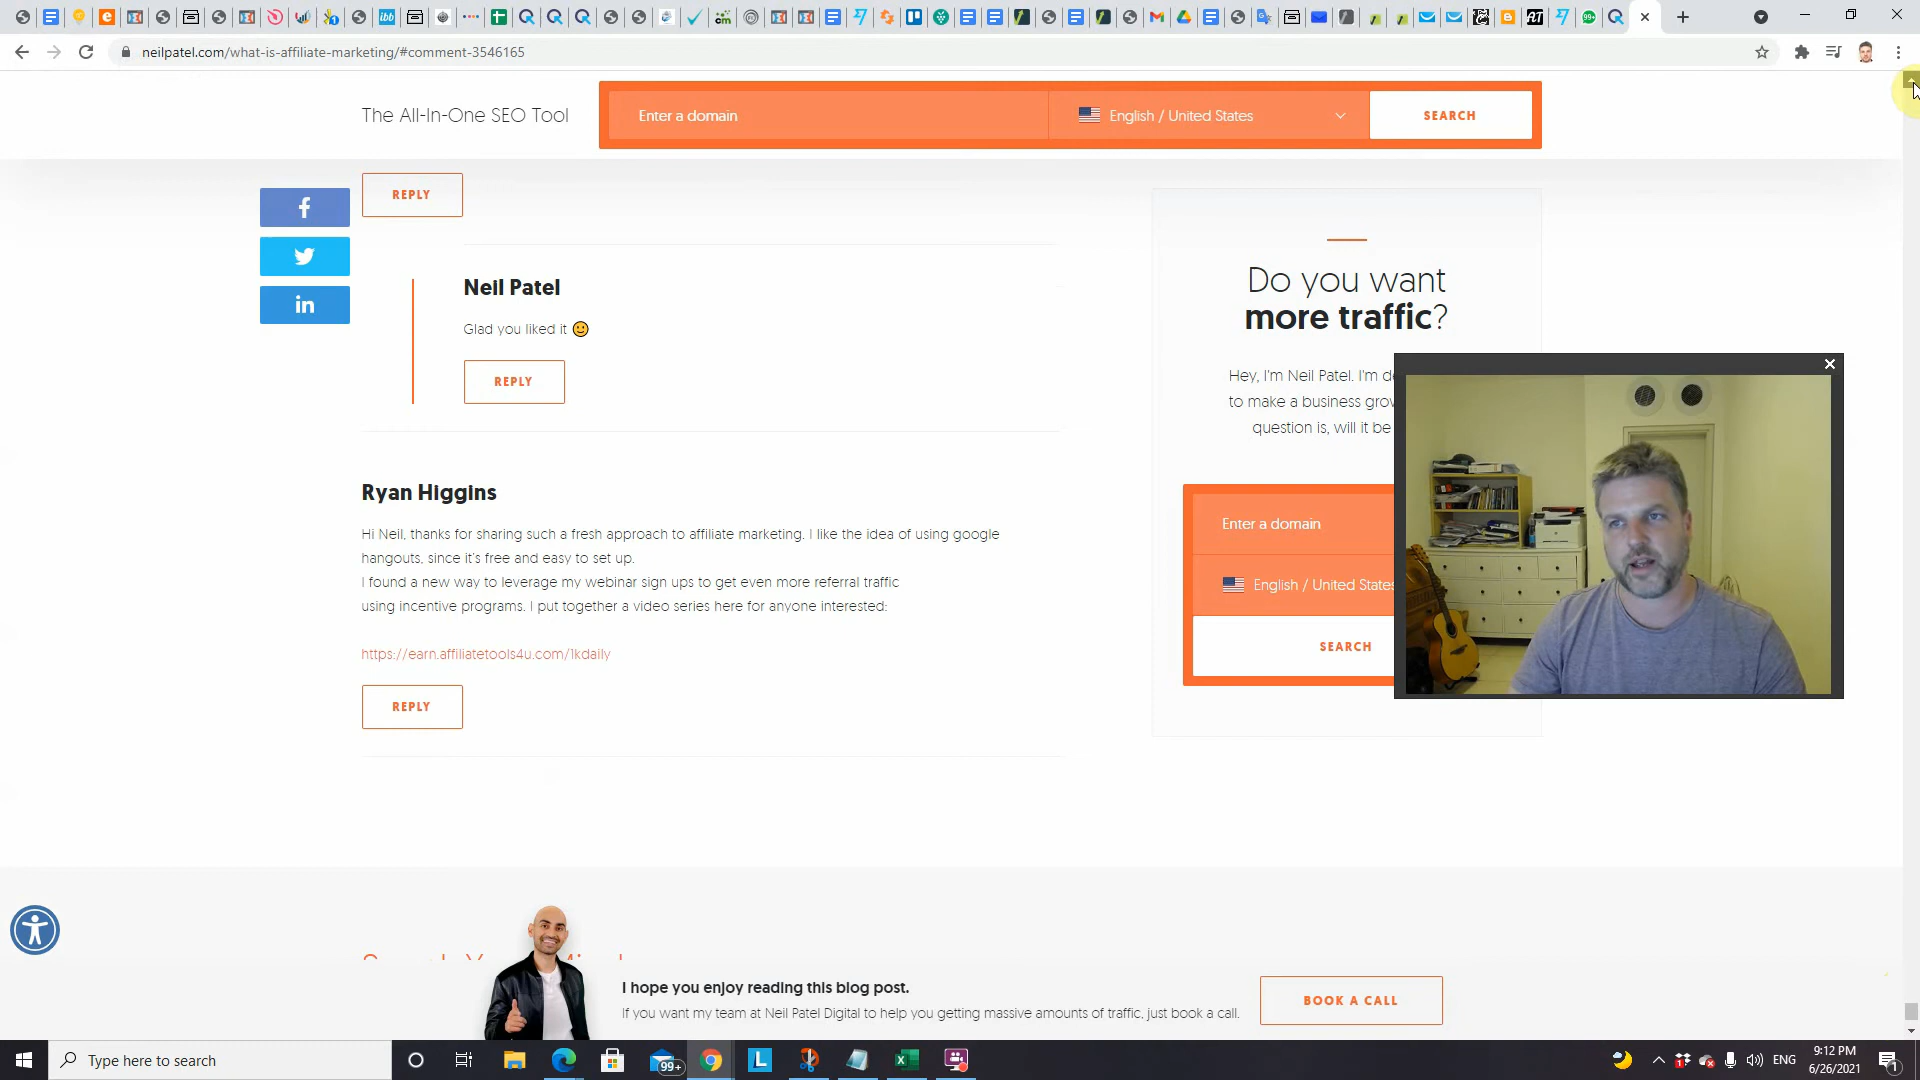 neilpatel.com/what-is-affiliate-marketing/#comment-3546165
The All-In-One SEO Tool
Enter a domain
English / United States
SEARCH
REPLY
Neil Patel
Glad you liked it
REPLY
Ryan Higgins
Hi Neil, thanks for sharing such a fresh approach to affiliate marketing. I like the idea of using google
hangouts, since it's free and easy to set up.
I found a new way to leverage my webinar sign ups to get even more referral traffic
using incentive programs. I put together a video series here for anyone interested:
https://earn.affiliatetools4u.com/1kdaily
REPLY
Do you want
more traffic?
Hey, I'm Neil Patel. I'm de
to make a business grow
question is, will it be
Enter a domain
English / United States
SEARCH
I hope you enjoy reading this blog post.
If you want my team at Neil Patel Digital to help you getting massive amounts of traffic, just book a call.
BOOK A CALL
Type here to search
99+
ENG
9:12 PM
6/26/2021